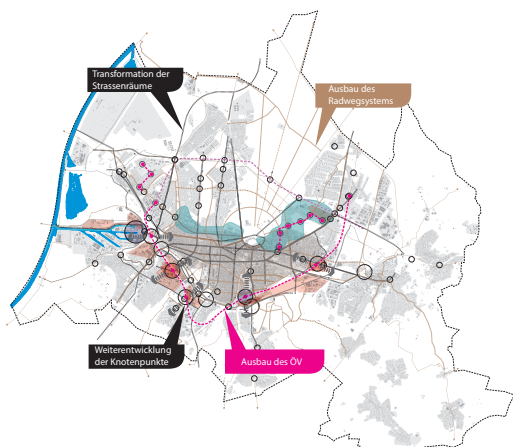 Transformation der
Strassenräume
Ausbau des
Radwegsystems
Weiterentwicklung
der Knotenpunkte
Ausbau des ÖV